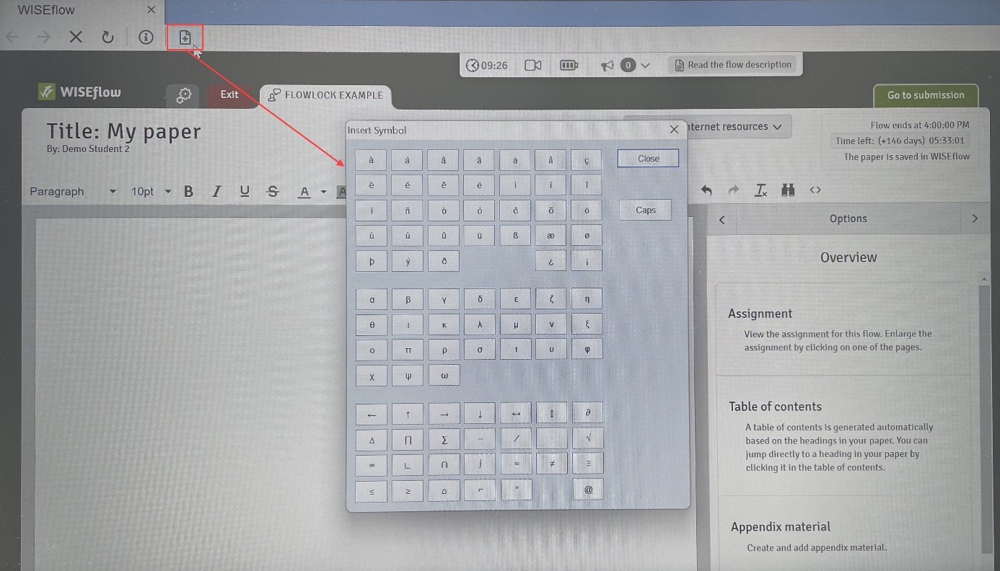 WISEflow
09:26
0
Read the flow description
WISEflow
Exit
FLOWLOCK EXAMPLE
Go to submission
Title: My paper
By: Demo Student 2
Insert Symbol
nternet resources
Flow ends at 4:00:00 PM
Time left: (+146 days) 05:33:01
The paper is saved in WISEflow
Paragraph
10pt
B I U S A A
à á â ã ä å ç
Close
è é ê ë ì í î
ï ñ ò ó ô õ ö
Caps
ù ú û ü ß æ ø
þ ý ð ¿ ¡
α β γ δ ε ζ η
θ ι κ λ μ ν ξ
ο π ρ σ τ υ φ
χ ψ ω
← ↑ → ↓ ↔ ↕ ∂
∆ ∏ ∑ − ∕ ∙ √
∞ ∟ ∩ ∫ ≈ ≠ ≡
≤ ≥ ⌂ ⌐ ° @
Options
Overview
Assignment
View the assignment for this flow. Enlarge the
assignment by clicking on one of the pages.
Table of contents
A table of contents is generated automatically
based on the headings in your paper. You can
jump directly to a heading in your paper by
clicking it in the table of contents.
Appendix material
Create and add appendix material.